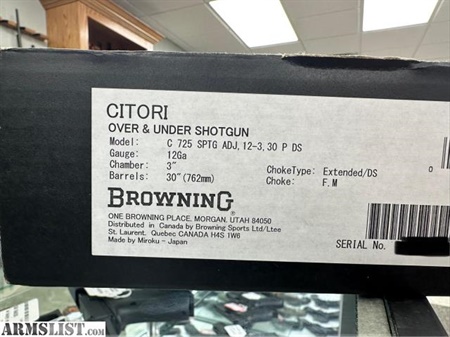 CITORI
OVER & UNDER SHOTGUN
Model: C 725 SPTG ADJ, 12-3, 30 P DS
Gauge: 12Ga
Chamber: 3" ChokeType: Extended/DS
Barrels: 30"(762mm) Choke: F.M
BROWNING®
ONE BROWNING PLACE. MORGAN. UTAH 84050
Distributed in Canada by Browning Sports Ltd/Ltee
St. Laurent. Quebec CANADA H4S 1W6
Made by Miroku - Japan
SERIAL No.
ARMSLIST.COM